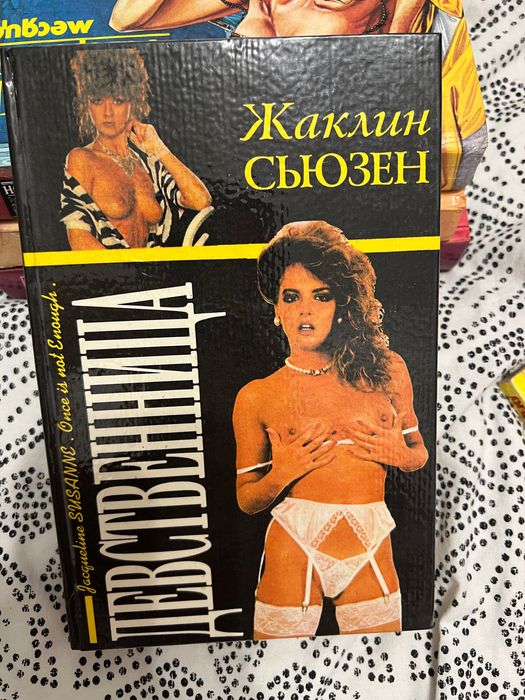 Жаклин
СЬЮЗЕН
Jacqueline SUSANNE. Once is not Enough.
ДЕВСТВЕННИЦА